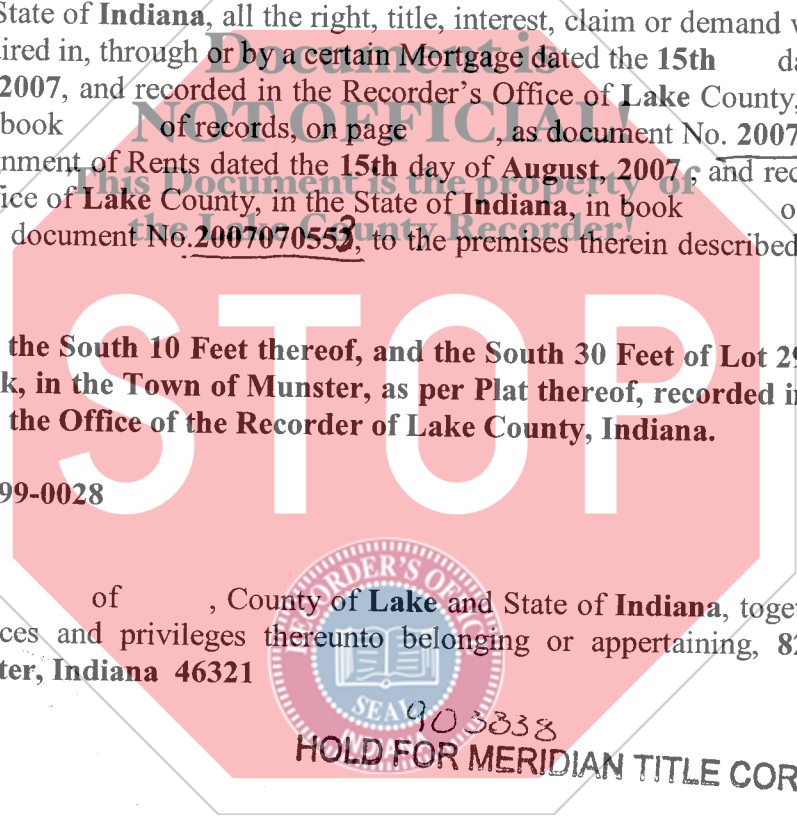 State of Indiana, all the right, title, interest, claim or demand
ired in, through or by a certain Mortgage dated the 15th da
Document is
2007, and recorded in the Recorder's Office of Lake County,
book of records, on page , as document No. 2007
NOT OFFICIAL!
gnment of Rents dated the 15th day of August, 2007, and rec
This Document is the property of
ice of Lake County, in the State of Indiana, in book o
the Lake County Recorder!
document No. 2007070553, to the premises therein described
STOP
the South 10 Feet thereof, and the South 30 Feet of Lot 29
k, in the Town of Munster, as per Plat thereof, recorded in
the Office of the Recorder of Lake County, Indiana.
99-0028
RECORDER'S OFFICE
of , County of Lake and State of Indiana, toge
ces and privileges thereunto belonging or appertaining, 82
ter, Indiana 46321
SEAL
903838
HOLD FOR MERIDIAN TITLE COR